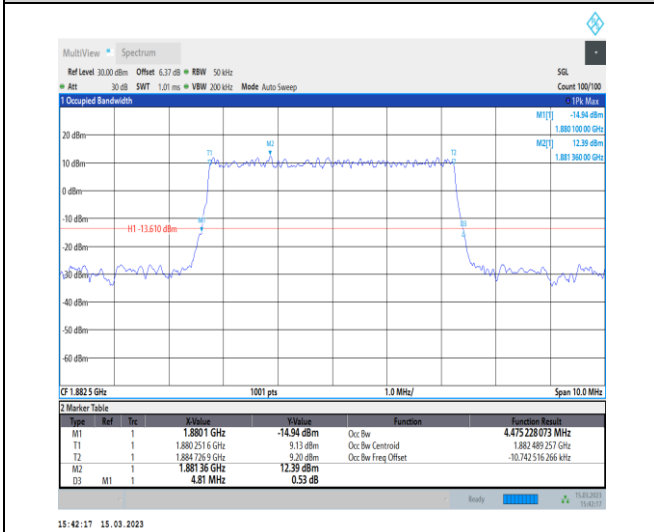 MultiView Spectrum
Ref Level 30.00 dBm Offset 6.37 dB RBW 50 kHz SGL
Att 30 dB SWT 1.01 ms VBW 200 kHz Mode Auto Sweep Count 100/100
1 Occupied Bandwidth 1Pk Max
M1[1] -14.94 dBm
1.880 100 00 GHz
M2[1] 12.39 dBm
1.881 360 00 GHz
20 dBm
M2
T1 T2
10 dBm
0 dBm
-10 dBm
M1 D3
H1 -13.610 dBm
-20 dBm
-30 dBm
-40 dBm
-50 dBm
-60 dBm
CF 1.882 5 GHz 1001 pts 1.0 MHz/ Span 10.0 MHz
2 Marker Table
Type Ref Trc X-Value Y-Value Function Function Result
M1 1 1.8801 GHz -14.94 dBm Occ Bw 4.475 228 073 MHz
T1 1 1.880 251 6 GHz 9.13 dBm Occ Bw Centroid 1.882 489 257 GHz
T2 1 1.884 726 9 GHz 9.20 dBm Occ Bw Freq Offset -10.742 516 266 kHz
M2 1 1.881 36 GHz 12.39 dBm
D3 M1 1 4.81 MHz 0.53 dB
Ready 15.03.2023
15:42:17
15:42:17 15.03.2023